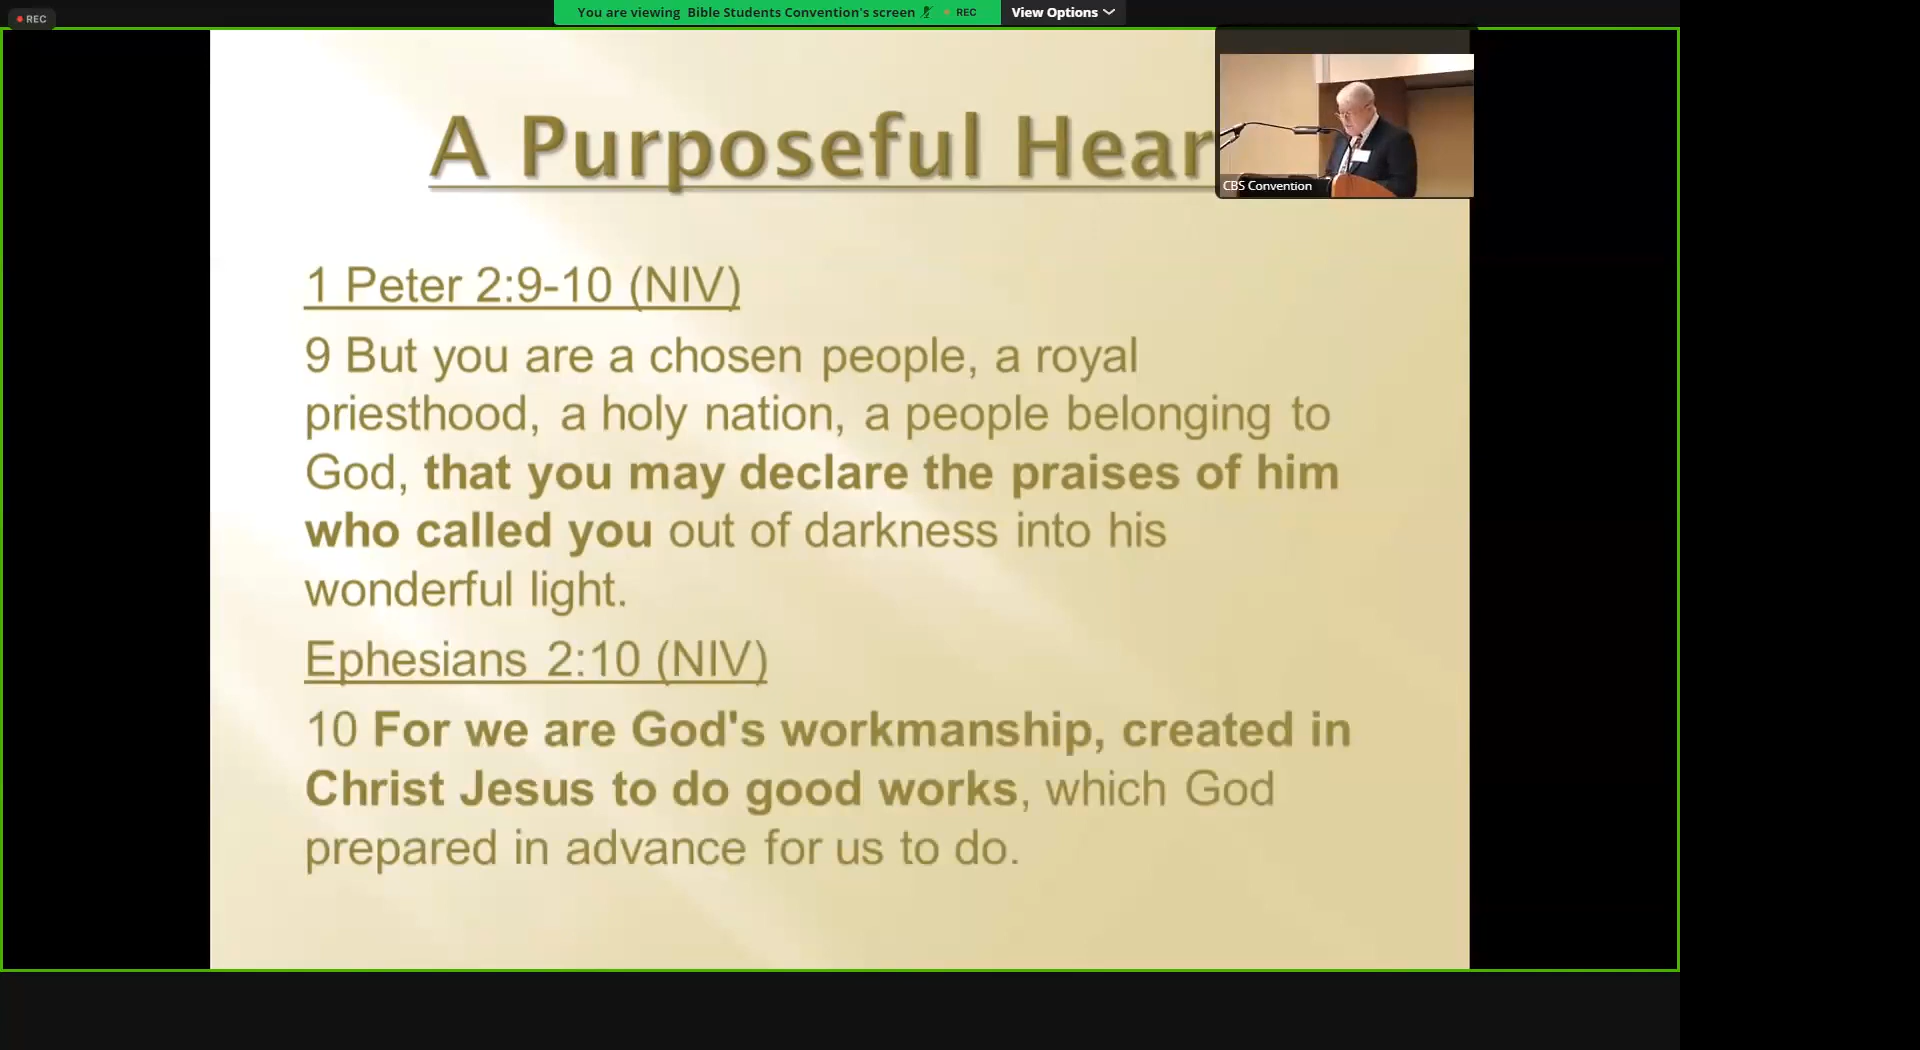 REC
You are viewing Bible Students Convention's screen
REC
View Options
A Purposeful Hear
CBS Convention
1 Peter 2:9-10 (NIV)
9 But you are a chosen people, a royal
priesthood, a holy nation, a people belonging to
God, that you may declare the praises of him
who called you out of darkness into his
wonderful light.
Ephesians 2:10 (NIV)
10 For we are God's workmanship, created in
Christ Jesus to do good works, which God
prepared in advance for us to do.